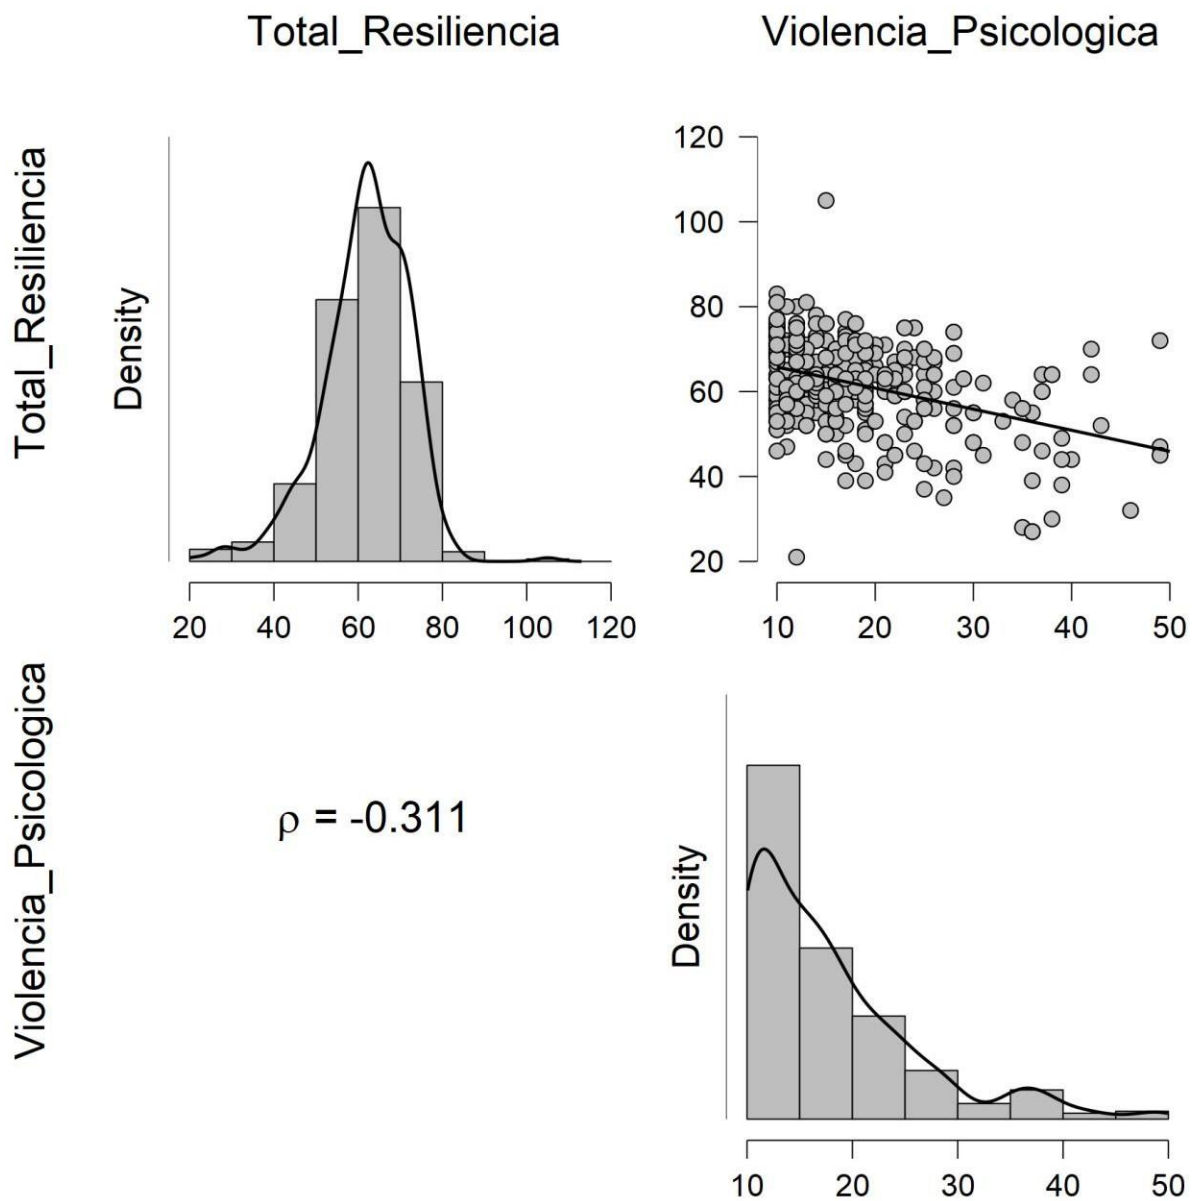 Total_Resiliencia
Violencia_Psicologica
Total_Resiliencia
Density
20 40 60 80 100 120
120
100
80
60
40
20
10 20 30 40 50
Violencia_Psicologica
ρ = -0.311
Density
10 20 30 40 50